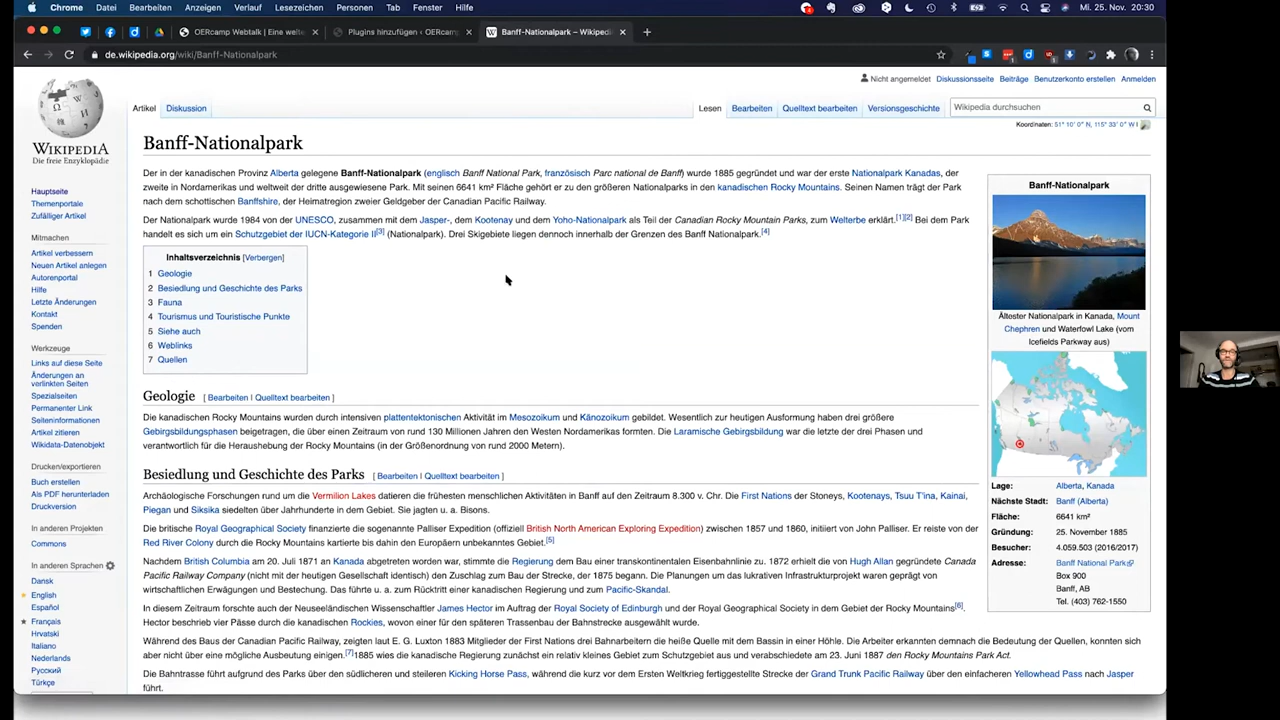 Chrome Datei Bearbeiten Anzeigen Verlauf Lesezeichen Personen Tab Fenster Hilfe Mi. 25. Nov. 20:30
OERcamp Webtalk | Eine welte Plugins hinzufügen ‹ OERcamp Banff-Nationalpark – Wikipedi
de.wikipedia.org/wiki/Banff-Nationalpark
Nicht angemeldet Diskussionsseite Beiträge Benutzerkonto erstellen Anmelden
Artikel Diskussion Lesen Bearbeiten Quelltext bearbeiten Versionsgeschichte Wikipedia durchsuchen
Koordinaten: 51° 10′ 0″ N, 115° 33′ 0″ W
WIKIPEDIA
Die freie Enzyklopädie
Hauptseite
Themenportale
Zufälliger Artikel
Mitmachen
Artikel verbessern
Neuen Artikel anlegen
Autorenportal
Hilfe
Letzte Änderungen
Kontakt
Spenden
Werkzeuge
Links auf diese Seite
Änderungen an
verlinkten Seiten
Spezialseiten
Permanenter Link
Seiteninformationen
Artikel zitieren
Wikidata-Datenobjekt
Drucken/exportieren
Buch erstellen
Als PDF herunterladen
Druckversion
In anderen Projekten
Commons
In anderen Sprachen
Dansk
English
Español
Français
Hrvatski
Italiano
Nederlands
Русский
Türkçe
Banff-Nationalpark
Der in der kanadischen Provinz Alberta gelegene Banff-Nationalpark (englisch Banff National Park, französisch Parc national de Banff) wurde 1885 gegründet und war der erste Nationalpark Kanadas, der
zweite in Nordamerikas und weltweit der dritte ausgewiesene Park. Mit seinen 6641 km² Fläche gehört er zu den größeren Nationalparks in den kanadischen Rocky Mountains. Seinen Namen trägt der Park
nach dem schottischen Banffshire, der Heimatregion zweier Geldgeber der Canadian Pacific Railway.
Der Nationalpark wurde 1984 von der UNESCO, zusammen mit dem Jasper-, dem Kootenay und dem Yoho-Nationalpark als Teil der Canadian Rocky Mountain Parks, zum Welterbe erklärt.[1][2] Bei dem Park
handelt es sich um ein Schutzgebiet der IUCN-Kategorie II[3] (Nationalpark). Drei Skigebiete liegen dennoch innerhalb der Grenzen des Banff Nationalpark.[4]
Inhaltsverzeichnis [Verbergen]
1 Geologie
2 Besiedlung und Geschichte des Parks
3 Fauna
4 Tourismus und Touristische Punkte
5 Siehe auch
6 Weblinks
7 Quellen
Geologie [ Bearbeiten | Quelltext bearbeiten ]
Die kanadischen Rocky Mountains wurden durch intensiven plattentektonischen Aktivität im Mesozoikum und Känozoikum gebildet. Wesentlich zur heutigen Ausformung haben drei größere
Gebirgsbildungsphasen beigetragen, die über einen Zeitraum von rund 130 Millionen Jahren den Westen Nordamerikas formten. Die Laramische Gebirgsbildung war die letzte der drei Phasen und
verantwortlich für die Heraushebung der Rocky Mountains (in der Größenordnung von rund 2000 Metern).
Besiedlung und Geschichte des Parks [ Bearbeiten | Quelltext bearbeiten ]
Archäologische Forschungen rund um die Vermilion Lakes datieren die frühesten menschlichen Aktivitäten in Banff auf den Zeitraum 8.300 v. Chr. Die First Nations der Stoneys, Kootenays, Tsuu T'ina, Kainai,
Piegan und Siksika siedelten über Jahrhunderte in dem Gebiet. Sie jagten u. a. Bisons.
Die britische Royal Geographical Society finanzierte die sogenannte Palliser Expedition (offiziell British North American Exploring Expedition) zwischen 1857 und 1860, initiiert von John Palliser. Er reiste von der
Red River Colony durch die Rocky Mountains kartierte bis dahin den Europäern unbekanntes Gebiet.[5]
Nachdem British Columbia am 20. Juli 1871 an Kanada abgetreten worden war, stimmte die Regierung dem Bau einer transkontinentalen Eisenbahnlinie zu. 1872 erhielt die von Hugh Allan gegründete Canada
Pacific Railway Company (nicht mit der heutigen Gesellschaft identisch) den Zuschlag zum Bau der Strecke, der 1875 begann. Die Planungen um das lukrativen Infrastrukturprojekt waren geprägt von
wirtschaftlichen Erwägungen und Bestechung. Das führte u. a. zum Rücktritt einer kanadischen Regierung und zum Pacific-Skandal.
In diesem Zeitraum forschte auch der Neuseeländischen Wissenschaftler James Hector im Auftrag der Royal Society of Edinburgh und der Royal Geographical Society in dem Gebiet der Rocky Mountains[6].
Hector beschrieb vier Pässe durch die kanadischen Rockies, wovon einer für den späteren Trassenbau der Bahnstrecke ausgewählt wurde.
Während des Baus der Canadian Pacific Railway, zeigten laut E. G. Luxton 1883 Mitglieder der First Nations drei Bahnarbeitern die heiße Quelle mit dem Bassin in einer Höhle. Die Arbeiter erkannten demnach die Bedeutung der Quellen, konnten sich
aber nicht über eine mögliche Ausbeutung einigen.[7]1885 wies die kanadische Regierung zunächst ein relativ kleines Gebiet zum Schutzgebiet aus und verabschiedete am 23. Juni 1887 den Rocky Mountains Park Act.
Die Bahntrasse führt aufgrund des Parks über den südlicheren und steileren Kicking Horse Pass, während die kurz vor dem Ersten Weltkrieg fertiggestellte Strecke der Grand Trunk Pacific Railway über den einfacheren Yellowhead Pass nach Jasper
führt.
Banff-Nationalpark
Ältester Nationalpark in Kanada, Mount
Chephren und Waterfowl Lake (vom
Icefields Parkway aus)
Lage: Alberta, Kanada
Nächste Stadt: Banff (Alberta)
Fläche: 6641 km²
Gründung: 25. November 1885
Besucher: 4.059.503 (2016/2017)
Adresse: Banff National Park
Box 900
Banff, AB
Tel. (403) 762-1550